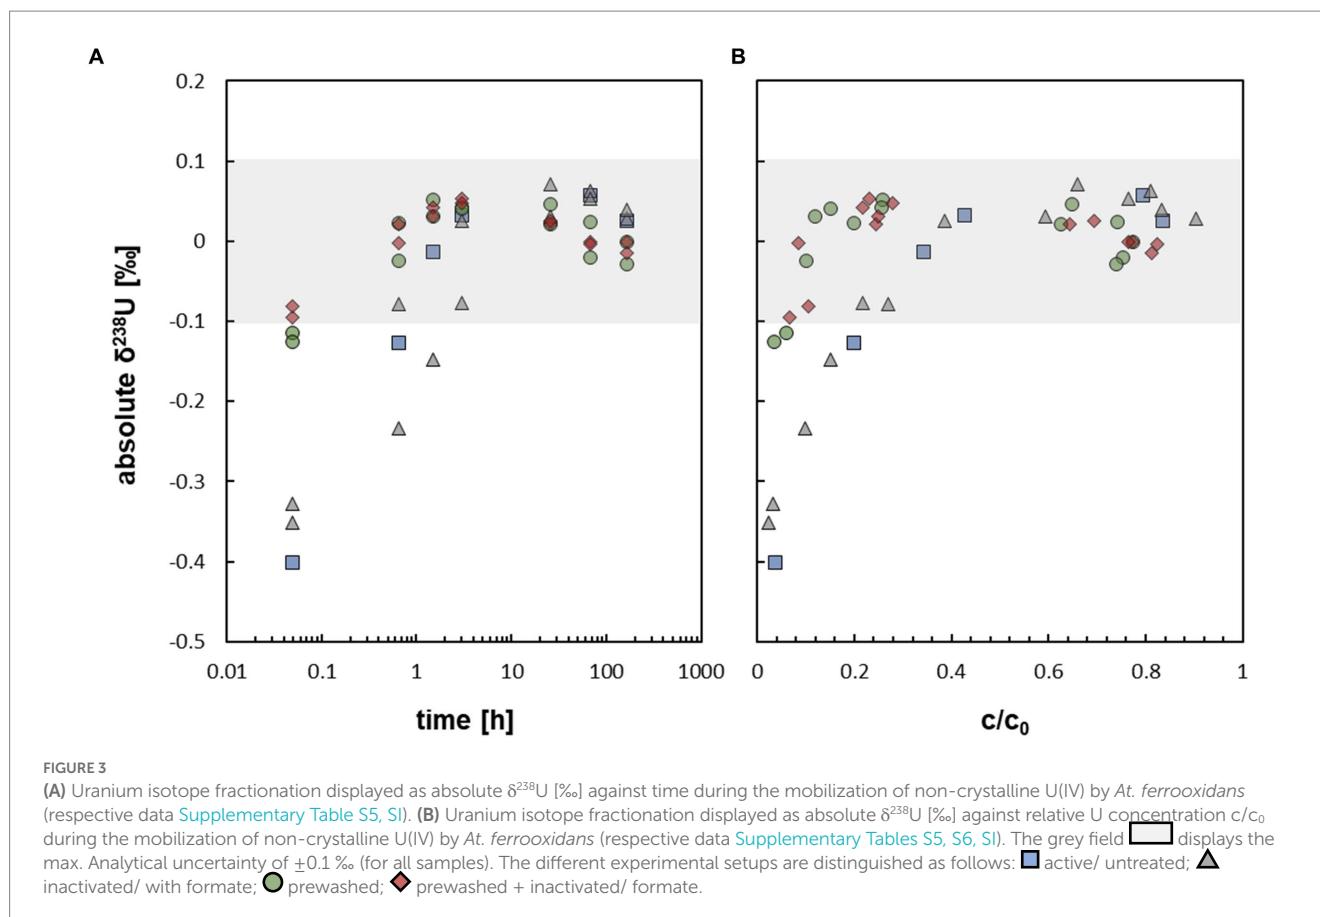 A
B
0.2
0.1
0
-0.1
-0.2
-0.3
-0.4
-0.5
absolute δ²³⁸U [‰]
0.01 0.1 1 10 100 1000
0 0.2 0.4 0.6 0.8 1
time [h]
c/c₀
FIGURE 3
(A) Uranium isotope fractionation displayed as absolute δ²³⁸U [‰] against time during the mobilization of non-crystalline U(IV) by At. ferrooxidans
(respective data Supplementary Table S5, SI). (B) Uranium isotope fractionation displayed as absolute δ²³⁸U [‰] against relative U concentration c/c₀
during the mobilization of non-crystalline U(IV) by At. ferrooxidans (respective data Supplementary Tables S5, S6, SI). The grey field displays the
max. Analytical uncertainty of ±0.1 ‰ (for all samples). The different experimental setups are distinguished as follows: active/ untreated;
inactivated/ with formate; prewashed; prewashed + inactivated/ formate.